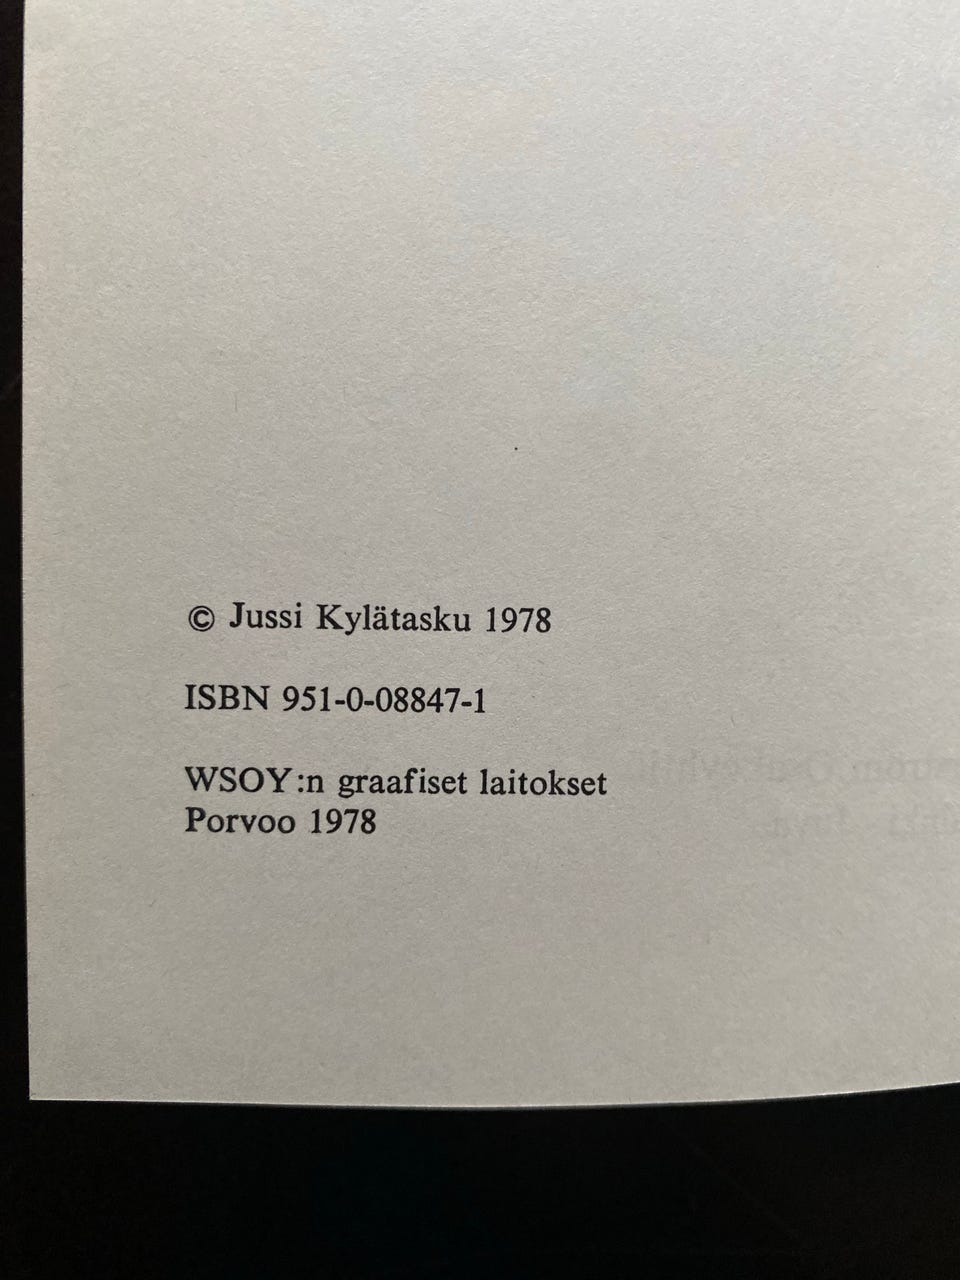 © Jussi Kylätasku 1978
ISBN 951-0-08847-1
WSOY:n graafiset laitokset
Porvoo 1978